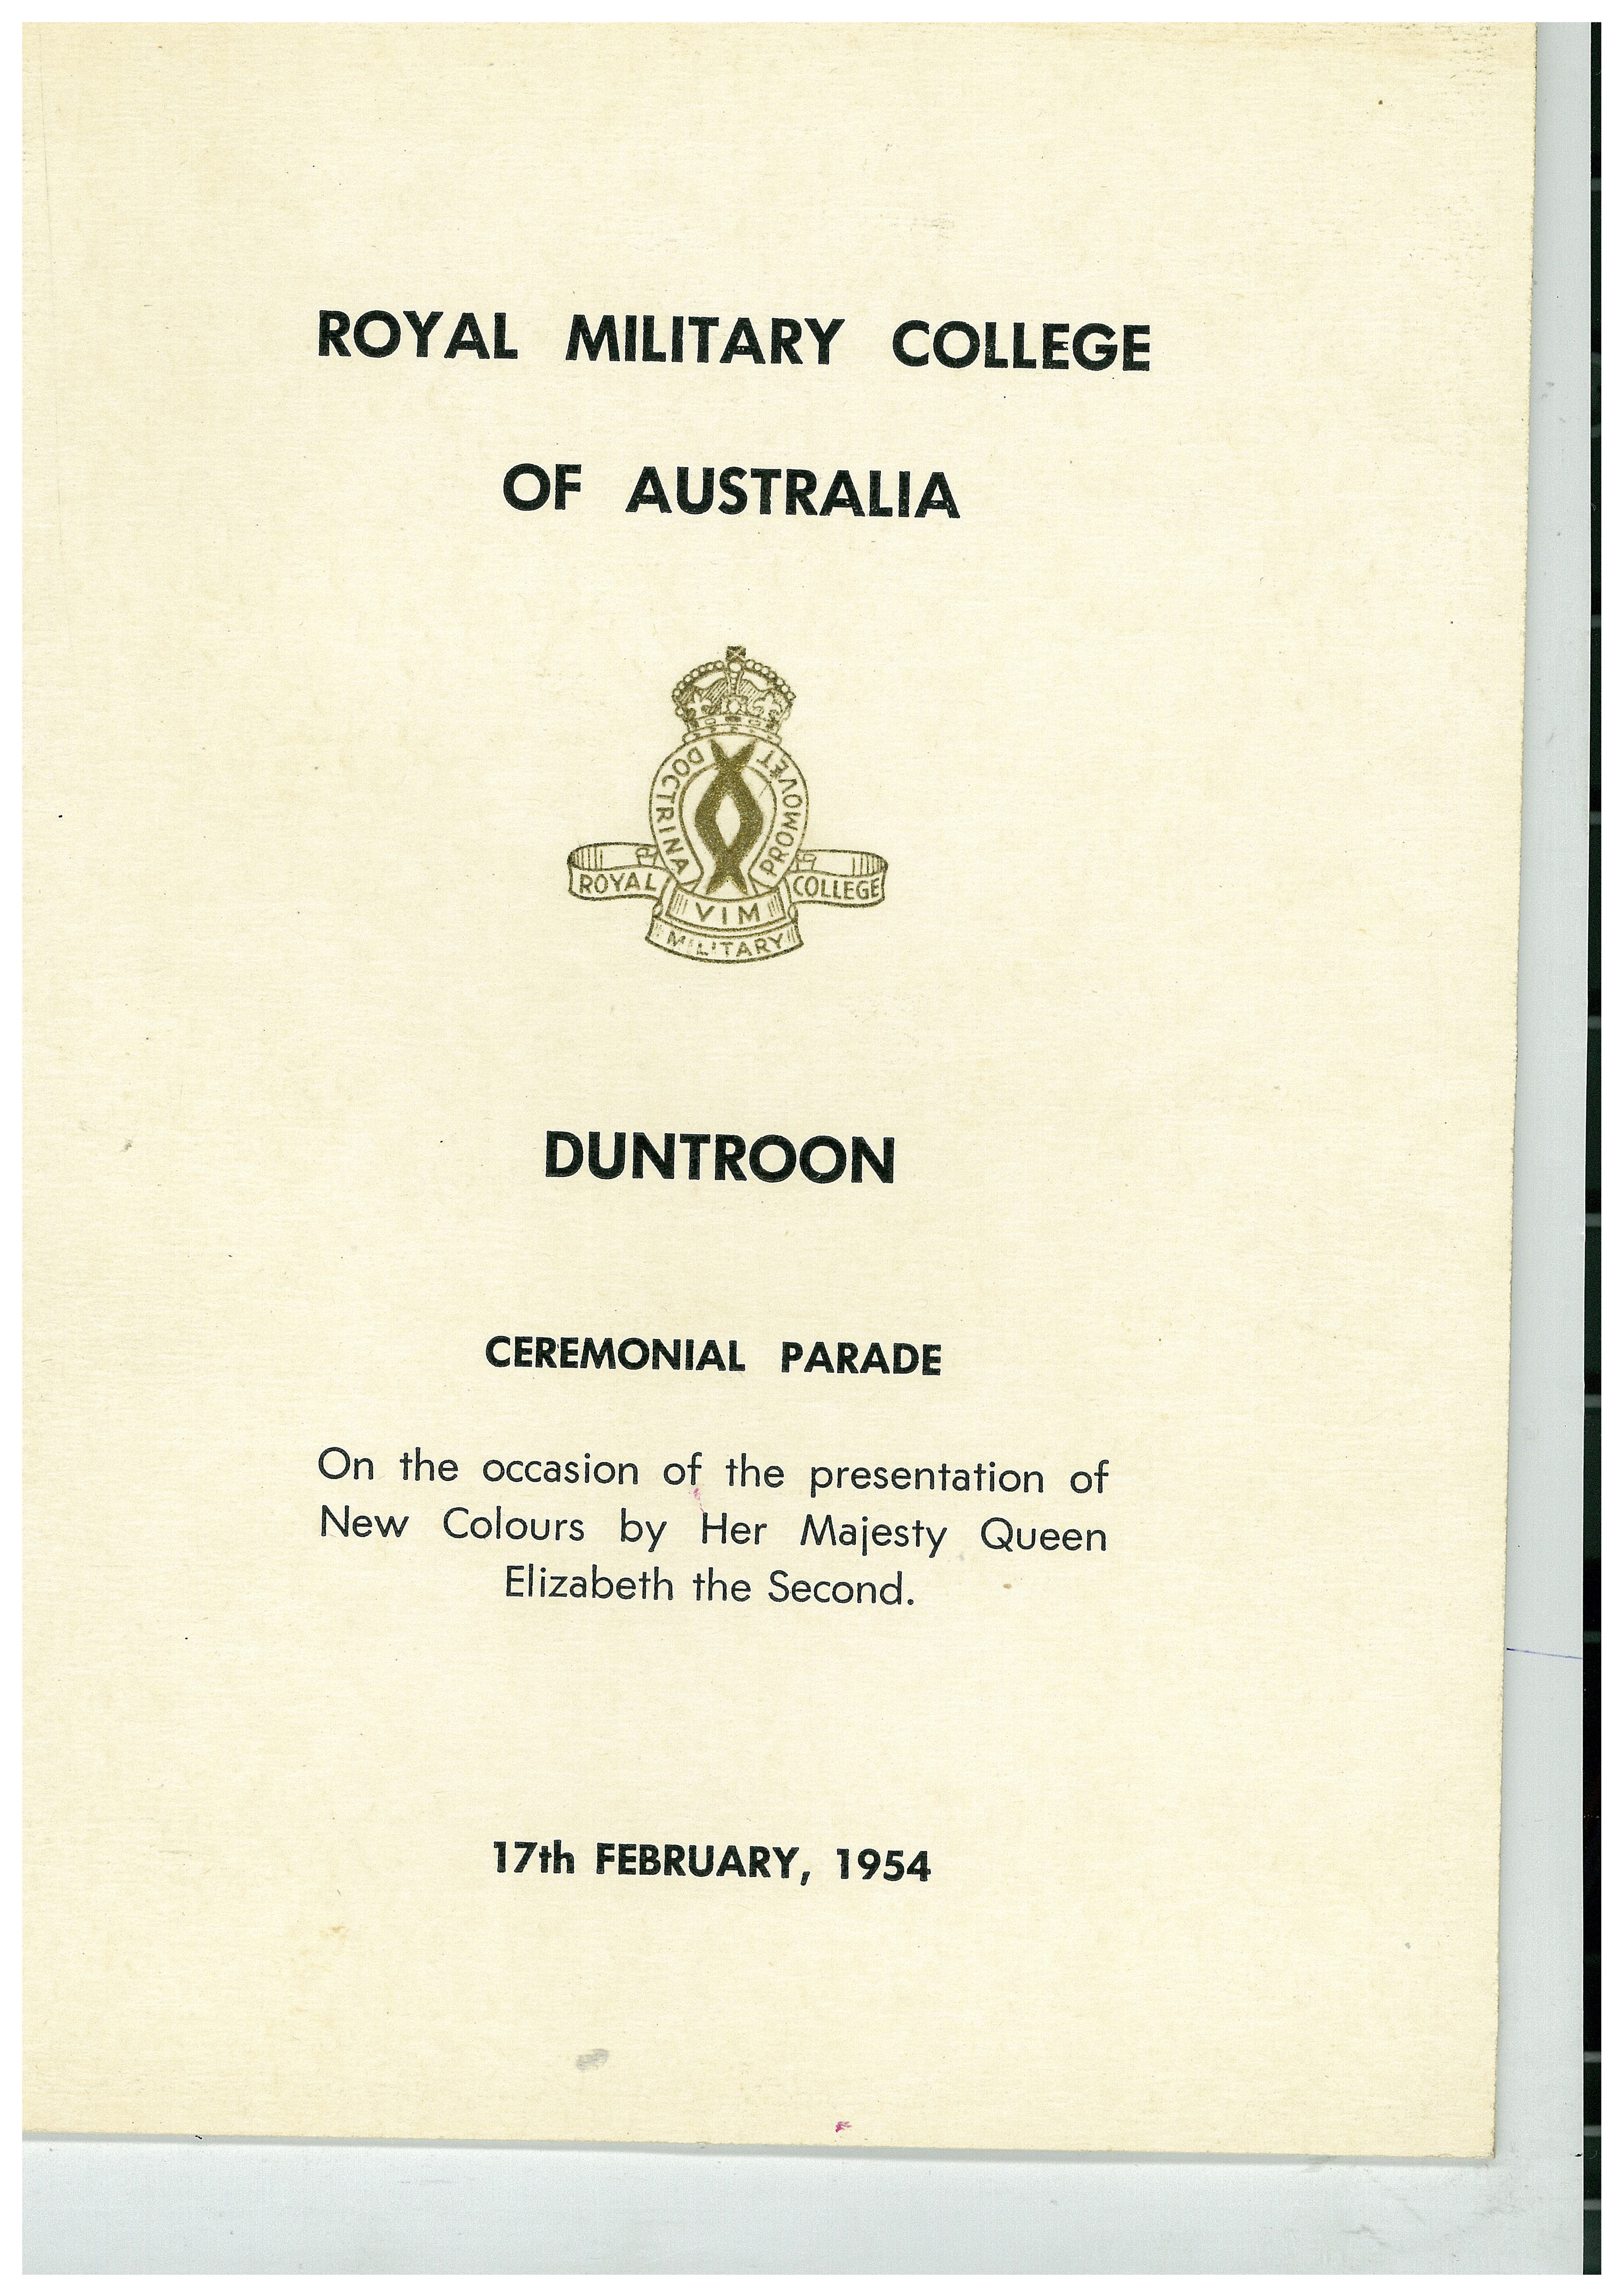 ROYAL MILITARY COLLEGE
OF AUSTRALIA
DOCTRINA PROMOVET
ROYAL COLLEGE
VIM
MILITARY
DUNTROON
CEREMONIAL PARADE
On the occasion of the presentation of
New Colours by Her Majesty Queen
Elizabeth the Second.
17th FEBRUARY, 1954